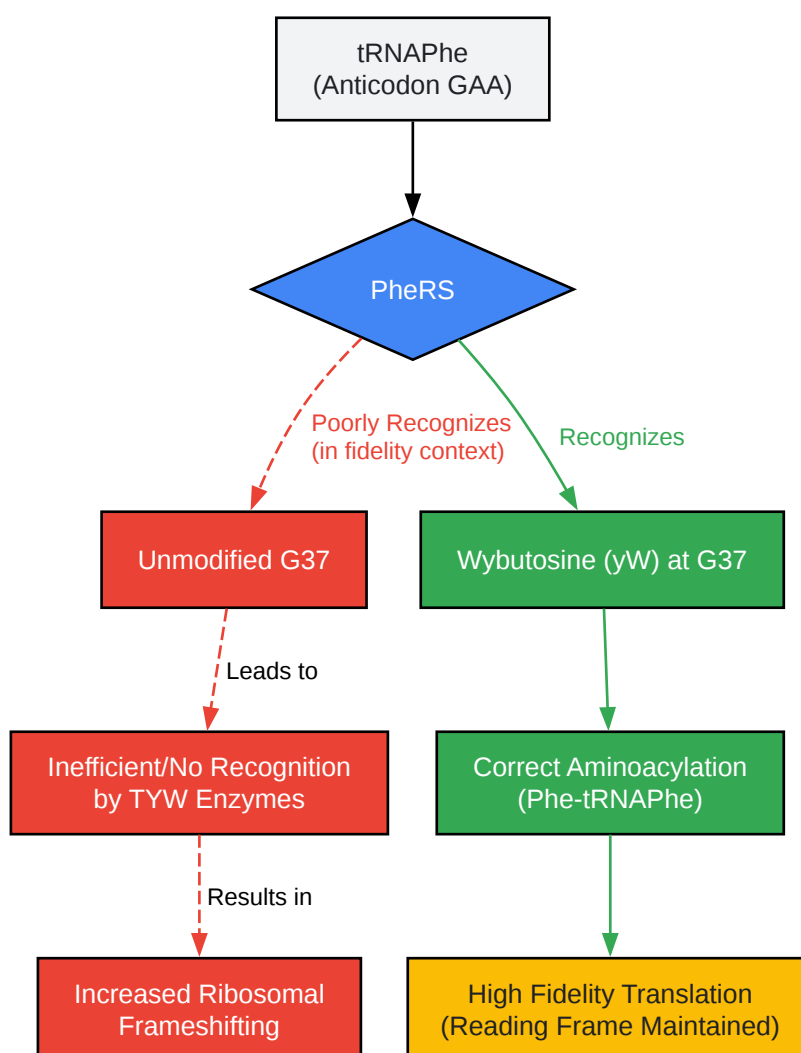 tRNAPhe
(Anticodon GAA)
PheRS
Poorly Recognizes
(in fidelity context)
Recognizes
Unmodified G37
Wybutosine (yW) at G37
Leads to
Inefficient/No Recognition
by TYW Enzymes
Correct Aminoacylation
(Phe-tRNAPhe)
Results in
Increased Ribosomal
Frameshifting
High Fidelity Translation
(Reading Frame Maintained)